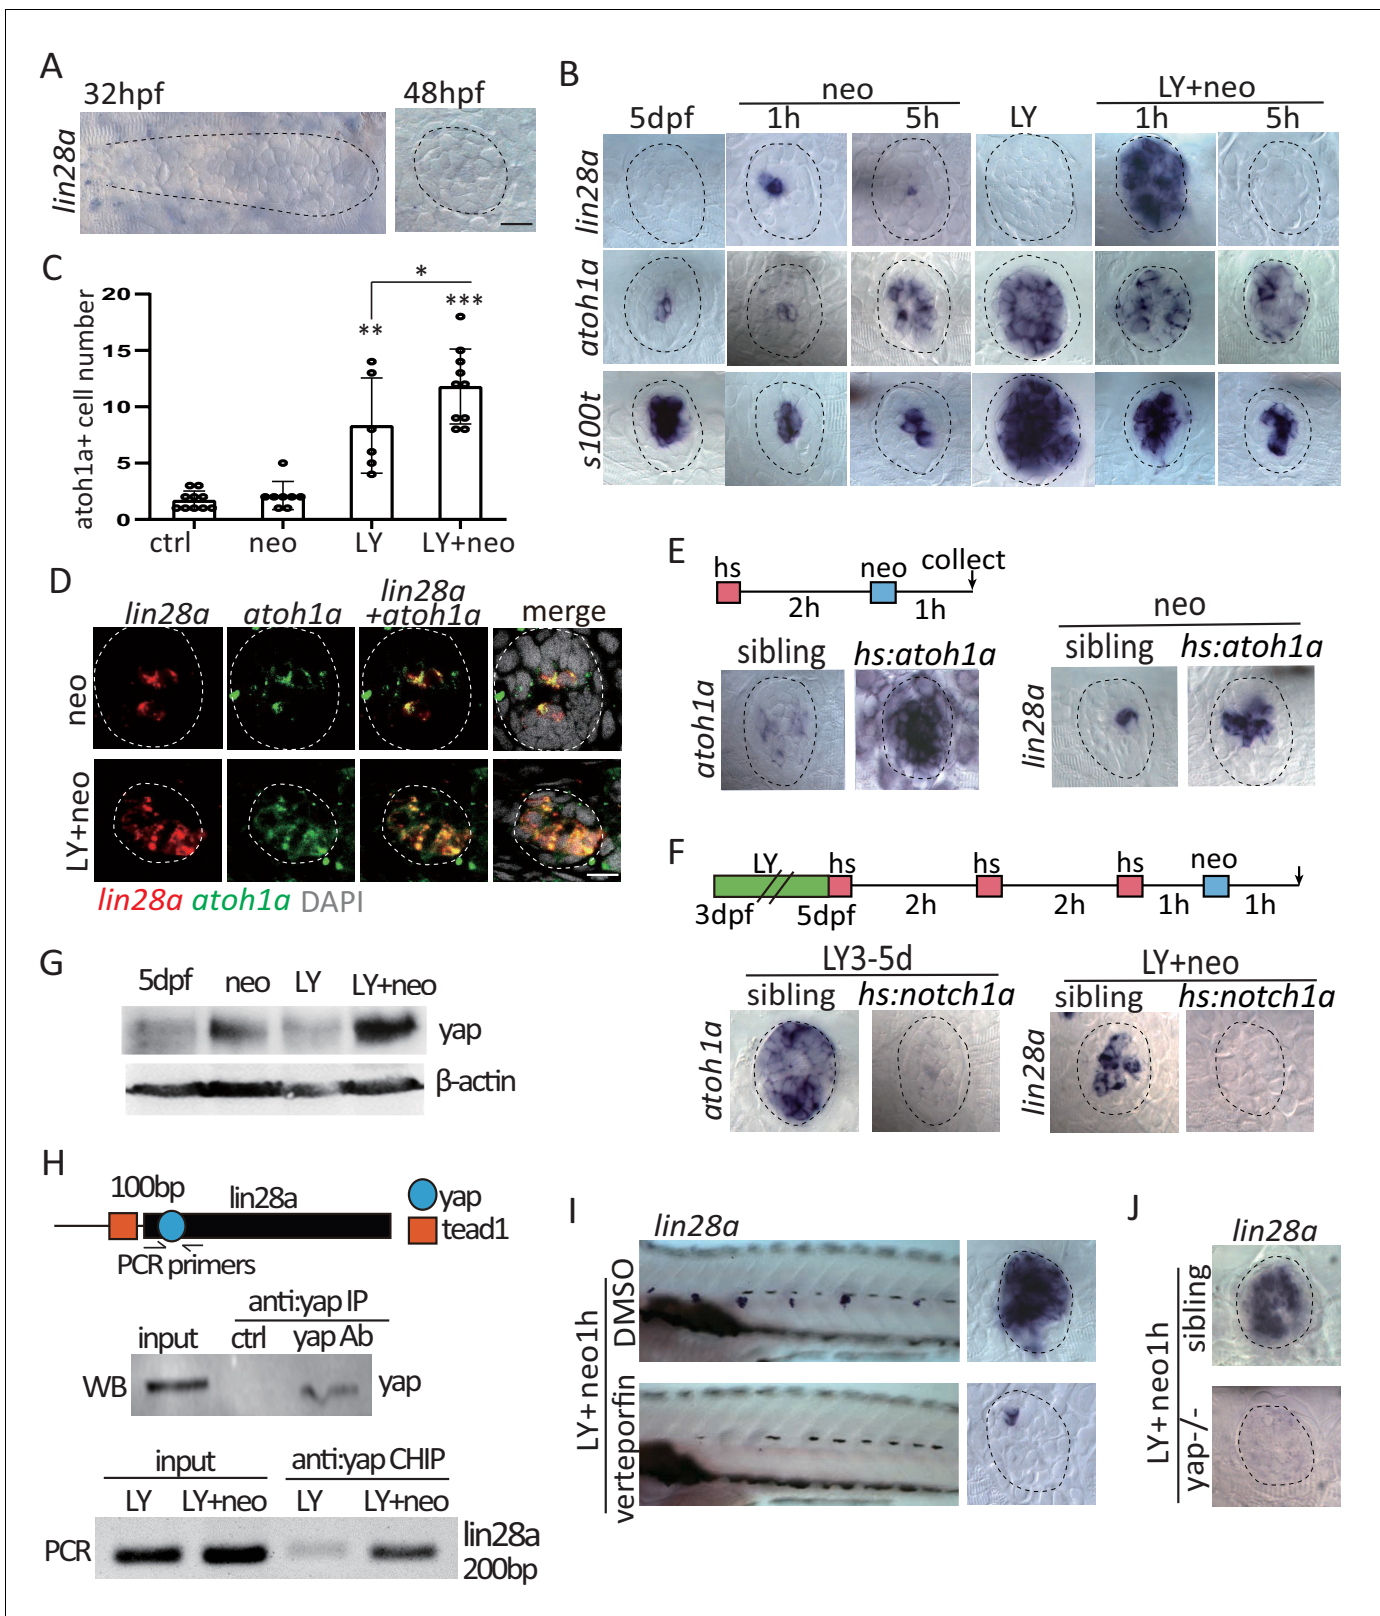 A
32hpf
48hpf
lin28a
B
neo
LY+neo
5dpf
1h
5h
LY
1h
5h
lin28a
atoh1a
s100t
C
atoh1a+ cell number
20
15
10
5
0
*
**
***
ctrl
neo
LY
LY+neo
D
lin28a
atoh1a
lin28a
+atoh1a
merge
neo
LY+neo
lin28a atoh1a DAPI
E
hs
neo
collect
2h
1h
neo
sibling
hs:atoh1a
sibling
hs:atoh1a
atoh1a
lin28a
F
LY
hs
hs
neo
3dpf
5dpf
2h
2h
1h
1h
LY3-5d
LY+neo
sibling
hs:notch1a
sibling
hs:notch1a
atoh1a
lin28a
G
5dpf
neo
LY
LY+neo
yap
β-actin
H
100bp
lin28a
yap
tead1
PCR primers
anti:yap IP
input
ctrl
yap Ab
WB
yap
input
anti:yap CHIP
LY
LY+neo
LY
LY+neo
PCR
lin28a
200bp
I
lin28a
LY+neo1h
DMSO
verteporfin
J
lin28a
LY+neo1h
sibling
yap-/-